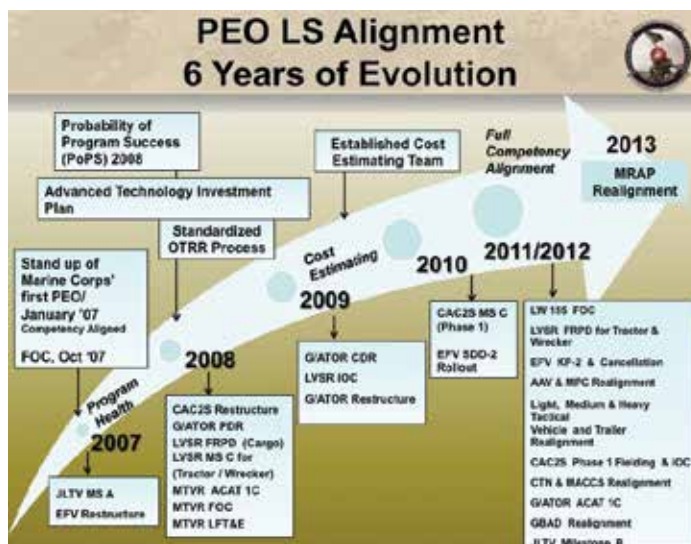 PEO LS Alignment
6 Years of Evolution
Probability of
Program Success
(PoPS) 2008
Advanced Technology Investment
Plan
Standardized
OTRR Process
Stand up of
Marine Corps'
first PEO/
January '07
Competency Aligned
FOC, Oct '07
Established Cost
Estimating Team
Full
Competency
Alignment
2013
MRAP
Realignment
Program
Health
Cost
Estimating
2007
JLTV MS A
EFV Restructure
2008
CAC2S Restructure
G/ATOR PDR
LVSR FRPD (Cargo)
LVSR MS C for
(Tractor / Wrecker)
MTVR ACAT 1C
MTVR FOC
MTVR LFT&E
2009
G/ATOR CDR
LVSR IOC
G/ATOR Restructure
2010
CAC2S MS C
(Phase 1)
EFV SDD-2
Rollout
2011/2012
LW 155 FOC
LVSR FRPD for Tractor &
Wrecker
EFV KP-2 & Cancellation
AAV & MPC Realignment
Light, Medium & Heavy
Tactical
Vehicle and Trailer
Realignment
CAC2S Phase 1 Fielding & IOC
CTN & MACCS Realignment
G/ATOR ACAT 1C
GBAD Realignment
JLTV Milestone B